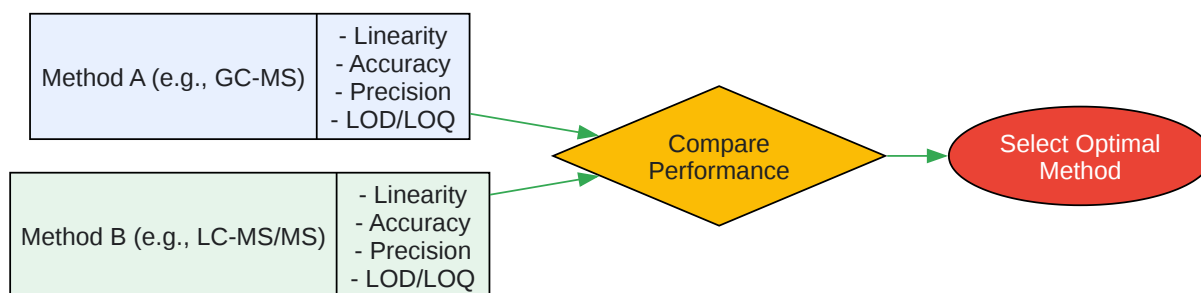 Method A (e.g., GC-MS)
- Linearity
- Accuracy
- Precision
- LOD/LOQ
Method B (e.g., LC-MS/MS)
- Linearity
- Accuracy
- Precision
- LOD/LOQ
Compare
Performance
Select Optimal
Method